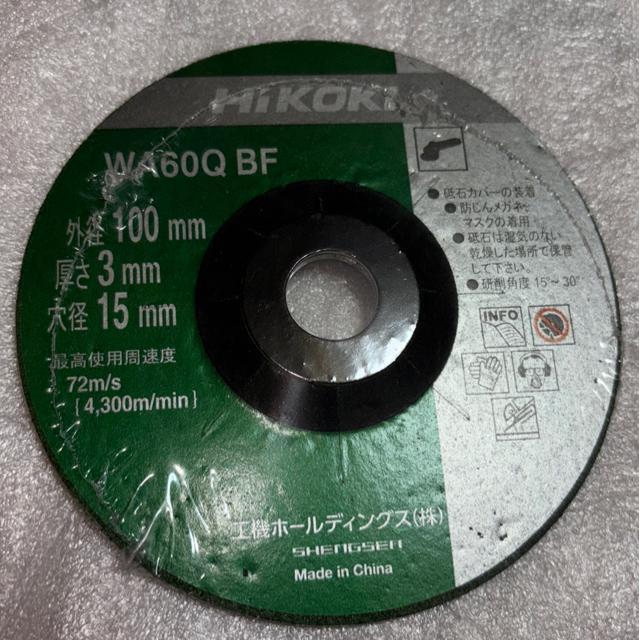 HiKOKI
WA60Q BF
外径 100 mm
厚さ 3 mm
穴径 15 mm
最高使用周速度
72m/s
{4,300m/min}
● 砥石カバーの装着
● 防じんメガネ、
マスクの着用
● 砥石は湿気のない
乾燥した場所で保管
して下さい。
● 研削角度 15°~30°
INFO
工機ホールディングス(株)
SHENGSEN
Made in China